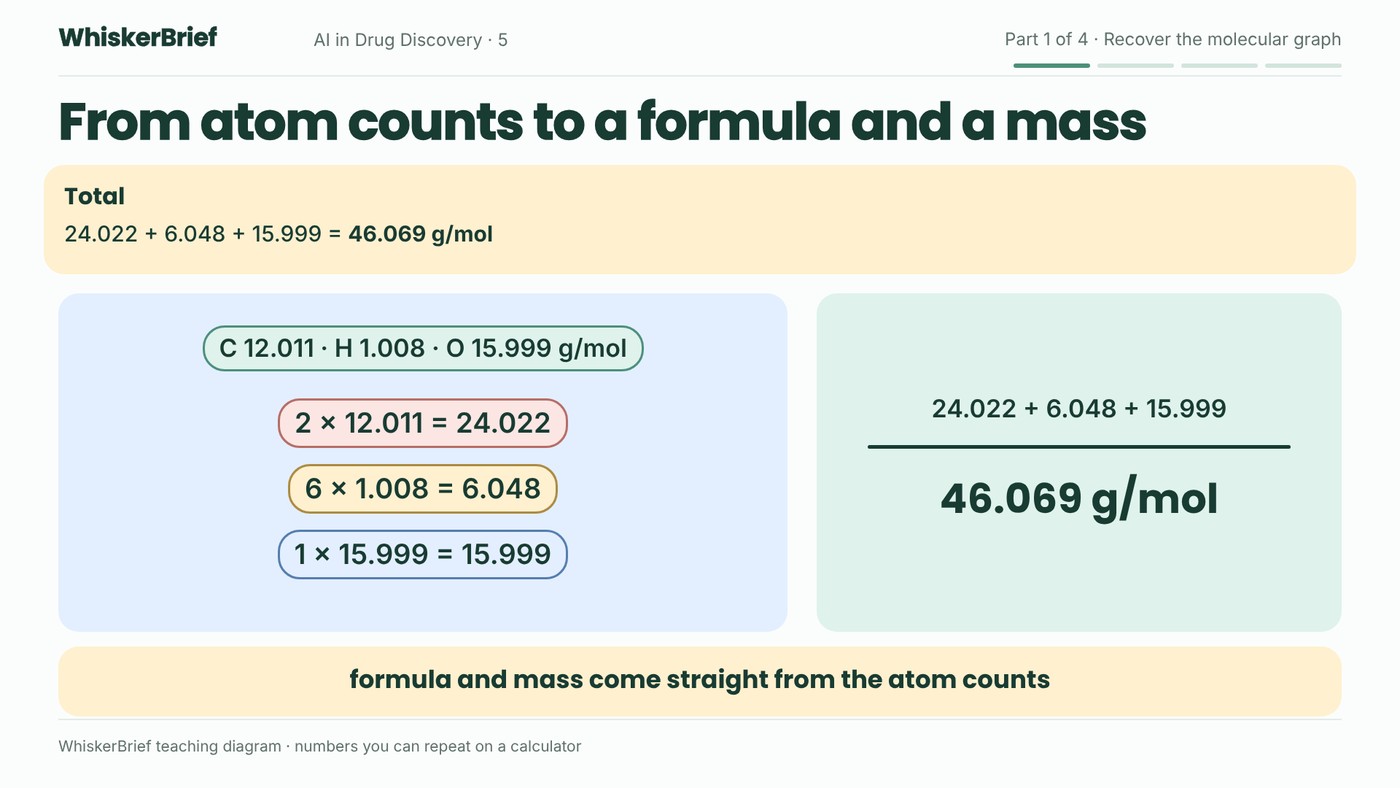 WhiskerBrief
AI in Drug Discovery · 5
Part 1 of 4 · Recover the molecular graph
From atom counts to a formula and a mass
Total
24.022 + 6.048 + 15.999 = 46.069 g/mol
C 12.011 · H 1.008 · O 15.999 g/mol
2 × 12.011 = 24.022
6 × 1.008 = 6.048
1 × 15.999 = 15.999
24.022 + 6.048 + 15.999
46.069 g/mol
formula and mass come straight from the atom counts
WhiskerBrief teaching diagram · numbers you can repeat on a calculator